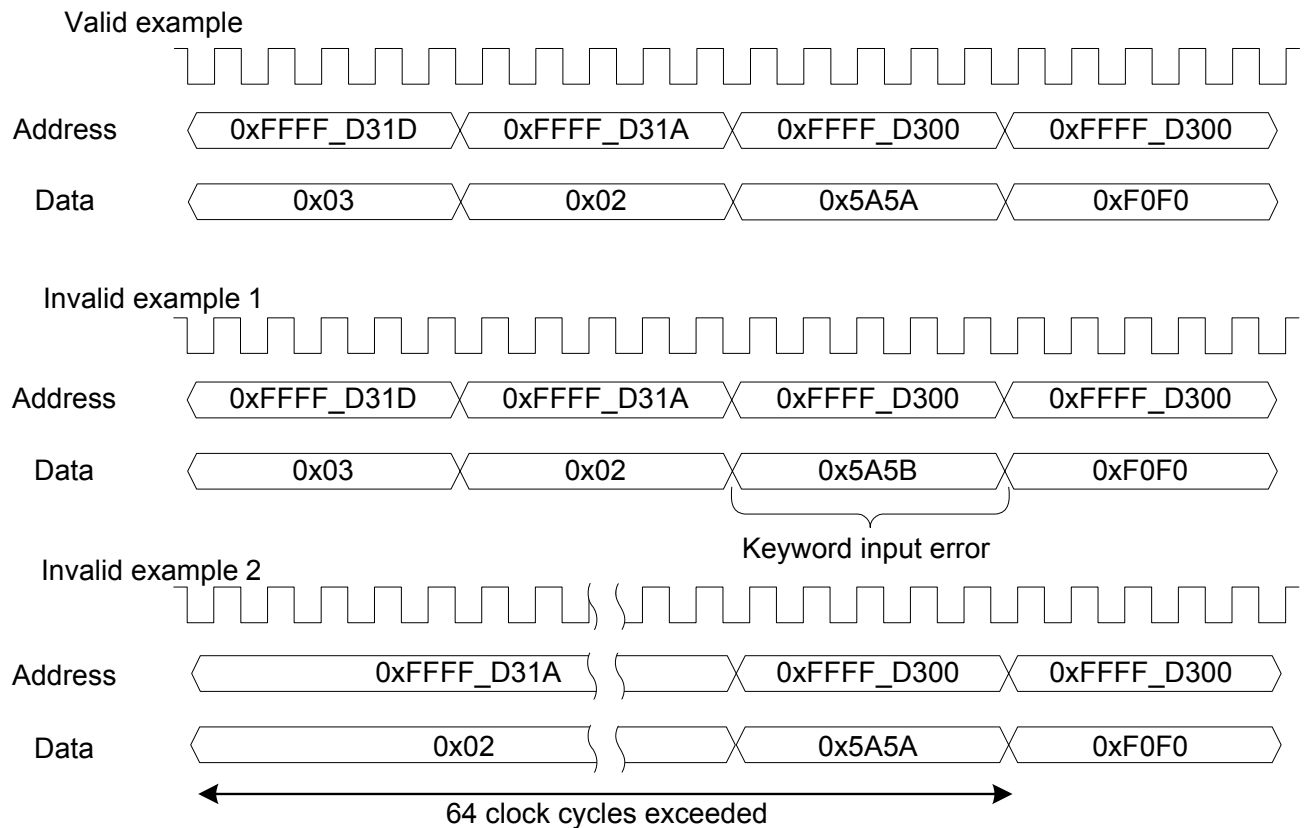 Valid example
Address 0xFFFF_D31D 0xFFFF_D31A 0xFFFF_D300 0xFFFF_D300
Data 0x03 0x02 0x5A5A 0xF0F0
Invalid example 1
Address 0xFFFF_D31D 0xFFFF_D31A 0xFFFF_D300 0xFFFF_D300
Data 0x03 0x02 0x5A5B 0xF0F0
Keyword input error
Invalid example 2
Address 0xFFFF_D31A 0xFFFF_D300 0xFFFF_D300
Data 0x02 0x5A5A 0xF0F0
64 clock cycles exceeded